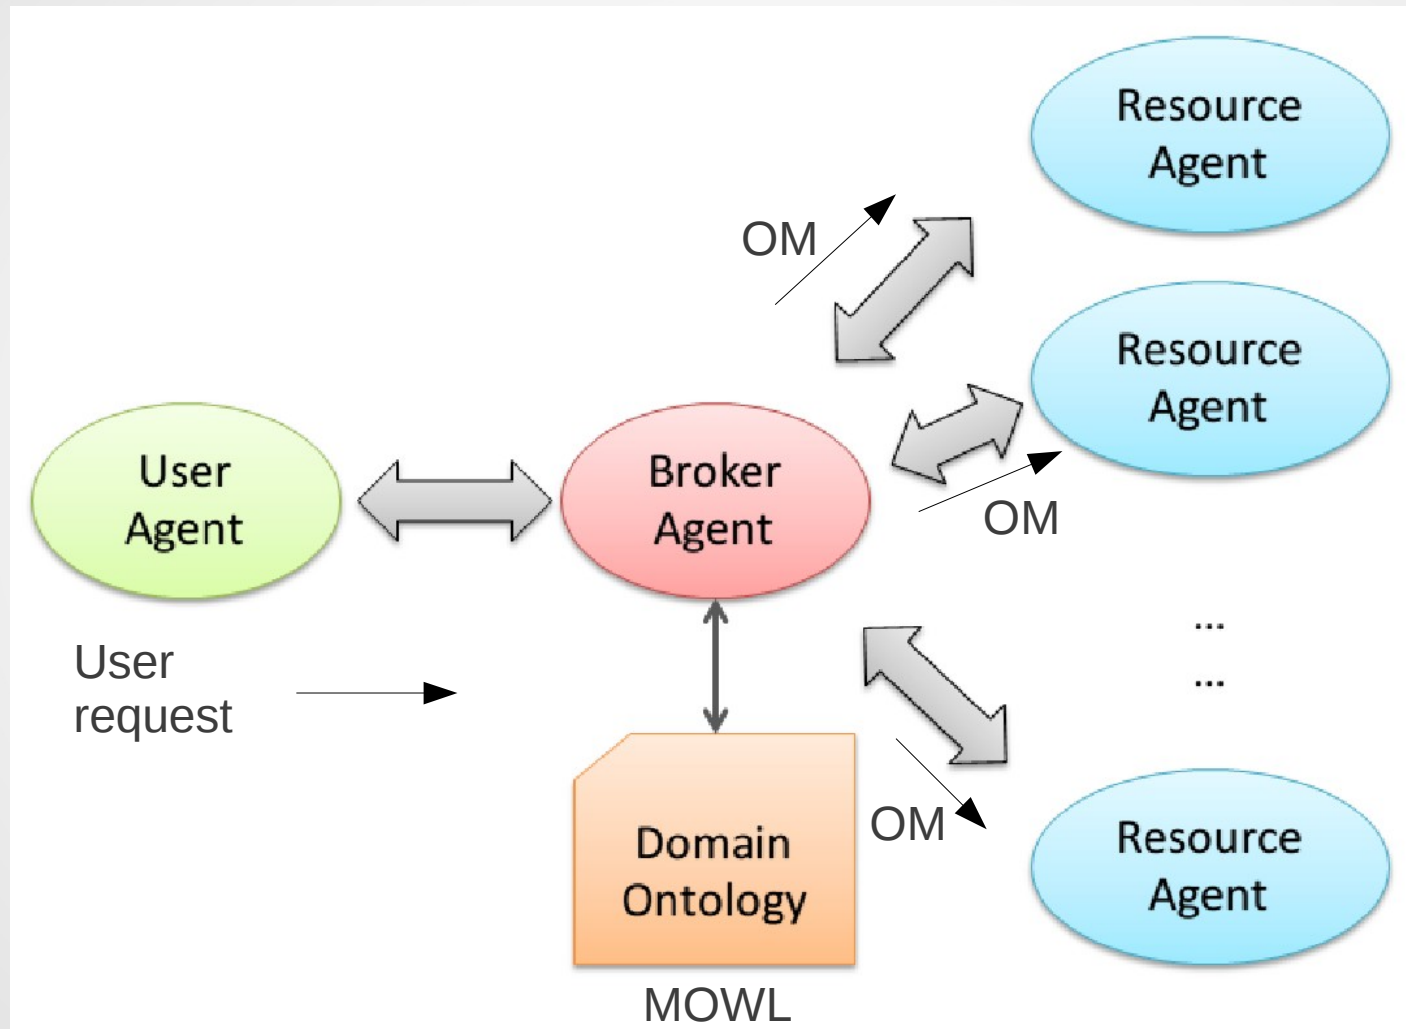 Resource
Agent
OM
Resource
Agent
User
Agent
Broker
Agent
OM
...
...
User
request
Domain
Ontology
OM
Resource
Agent
MOWL